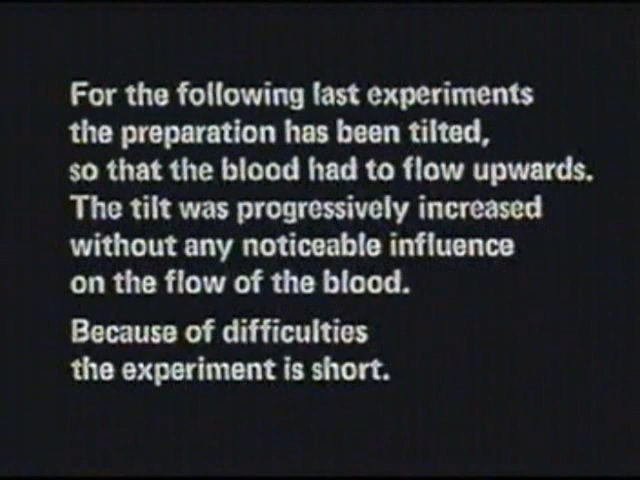 For the following last experiments
the preparation has been tilted,
so that the blood had to flow upwards.
The tilt was progressively increased
without any noticeable influence
on the flow of the blood.
Because of difficulties
the experiment is short.